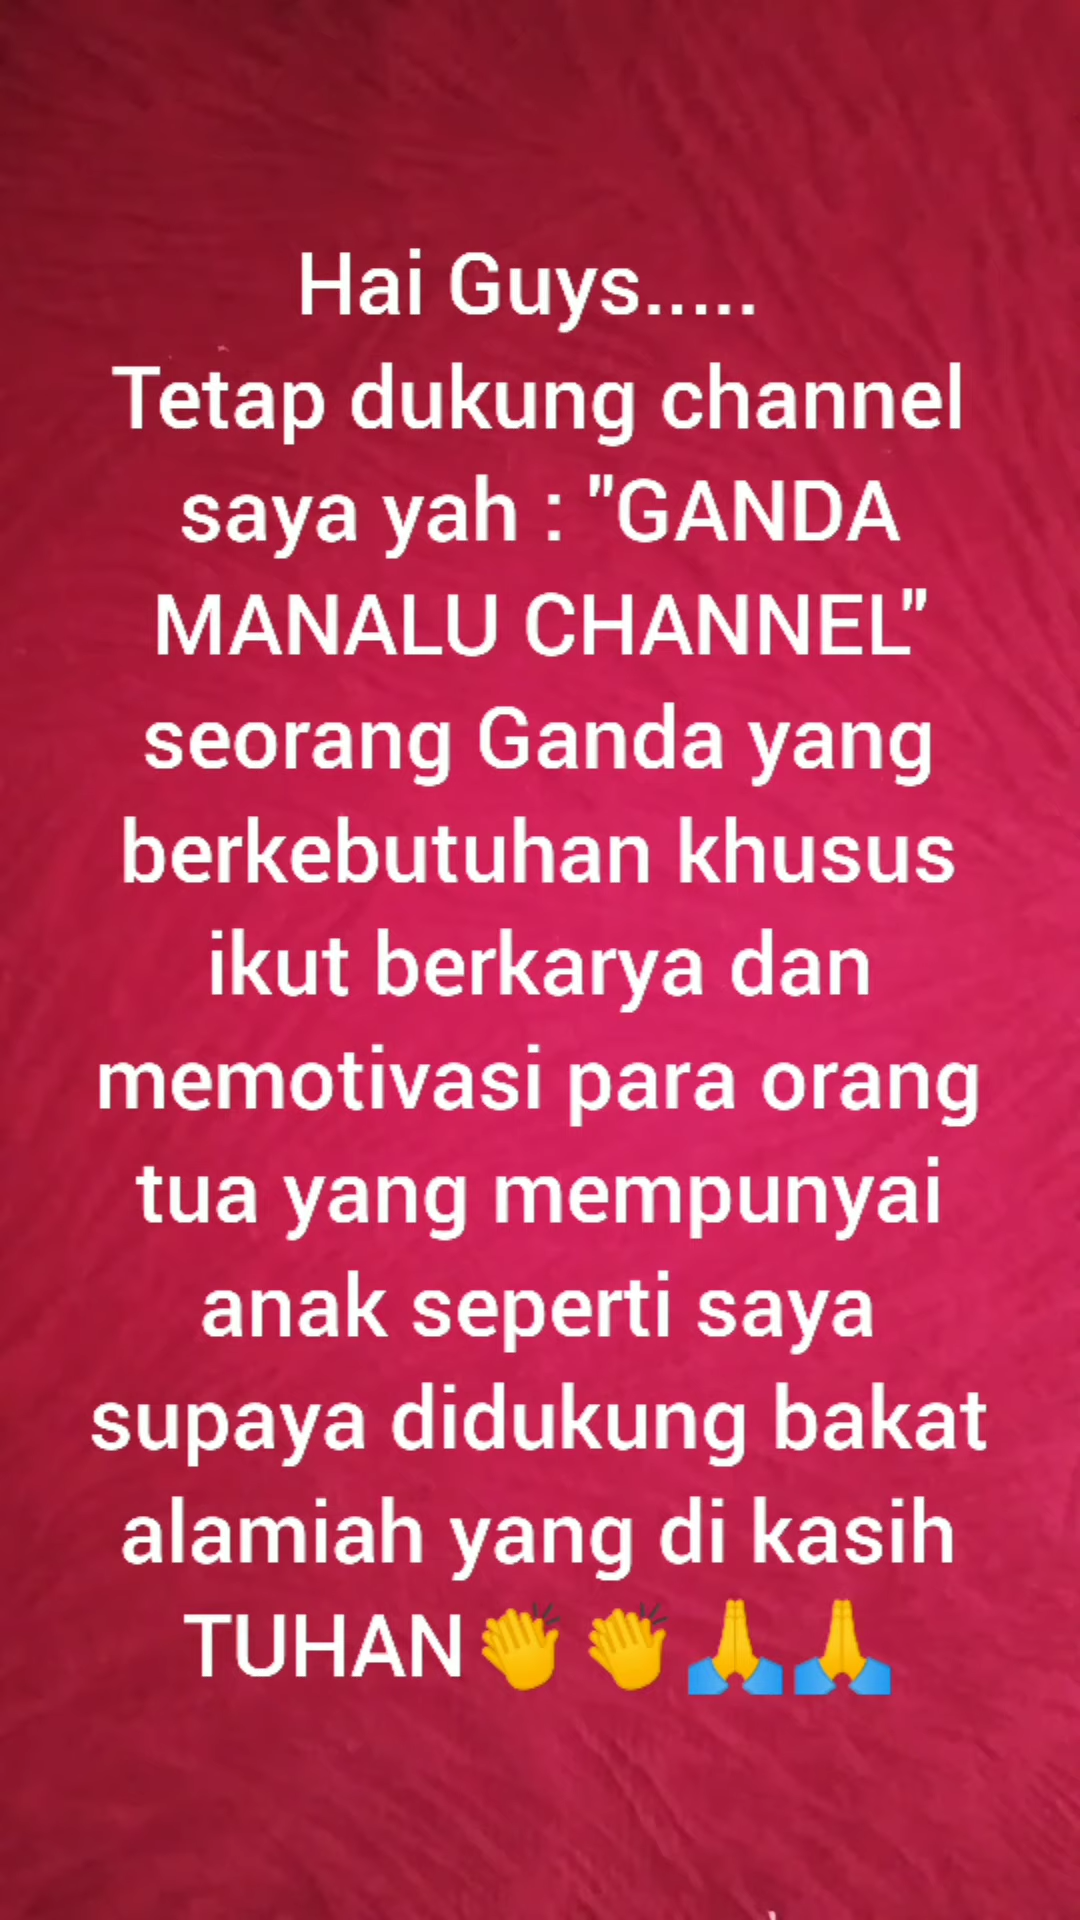 Hai Guys.....
Tetap dukung channel
saya yah : "GANDA
MANALU CHANNEL"
seorang Ganda yang
berkebutuhan khusus
ikut berkarya dan
memotivasi para orang
tua yang mempunyai
anak seperti saya
supaya didukung bakat
alamiah yang di kasih
TUHAN👏👏🙏🙏